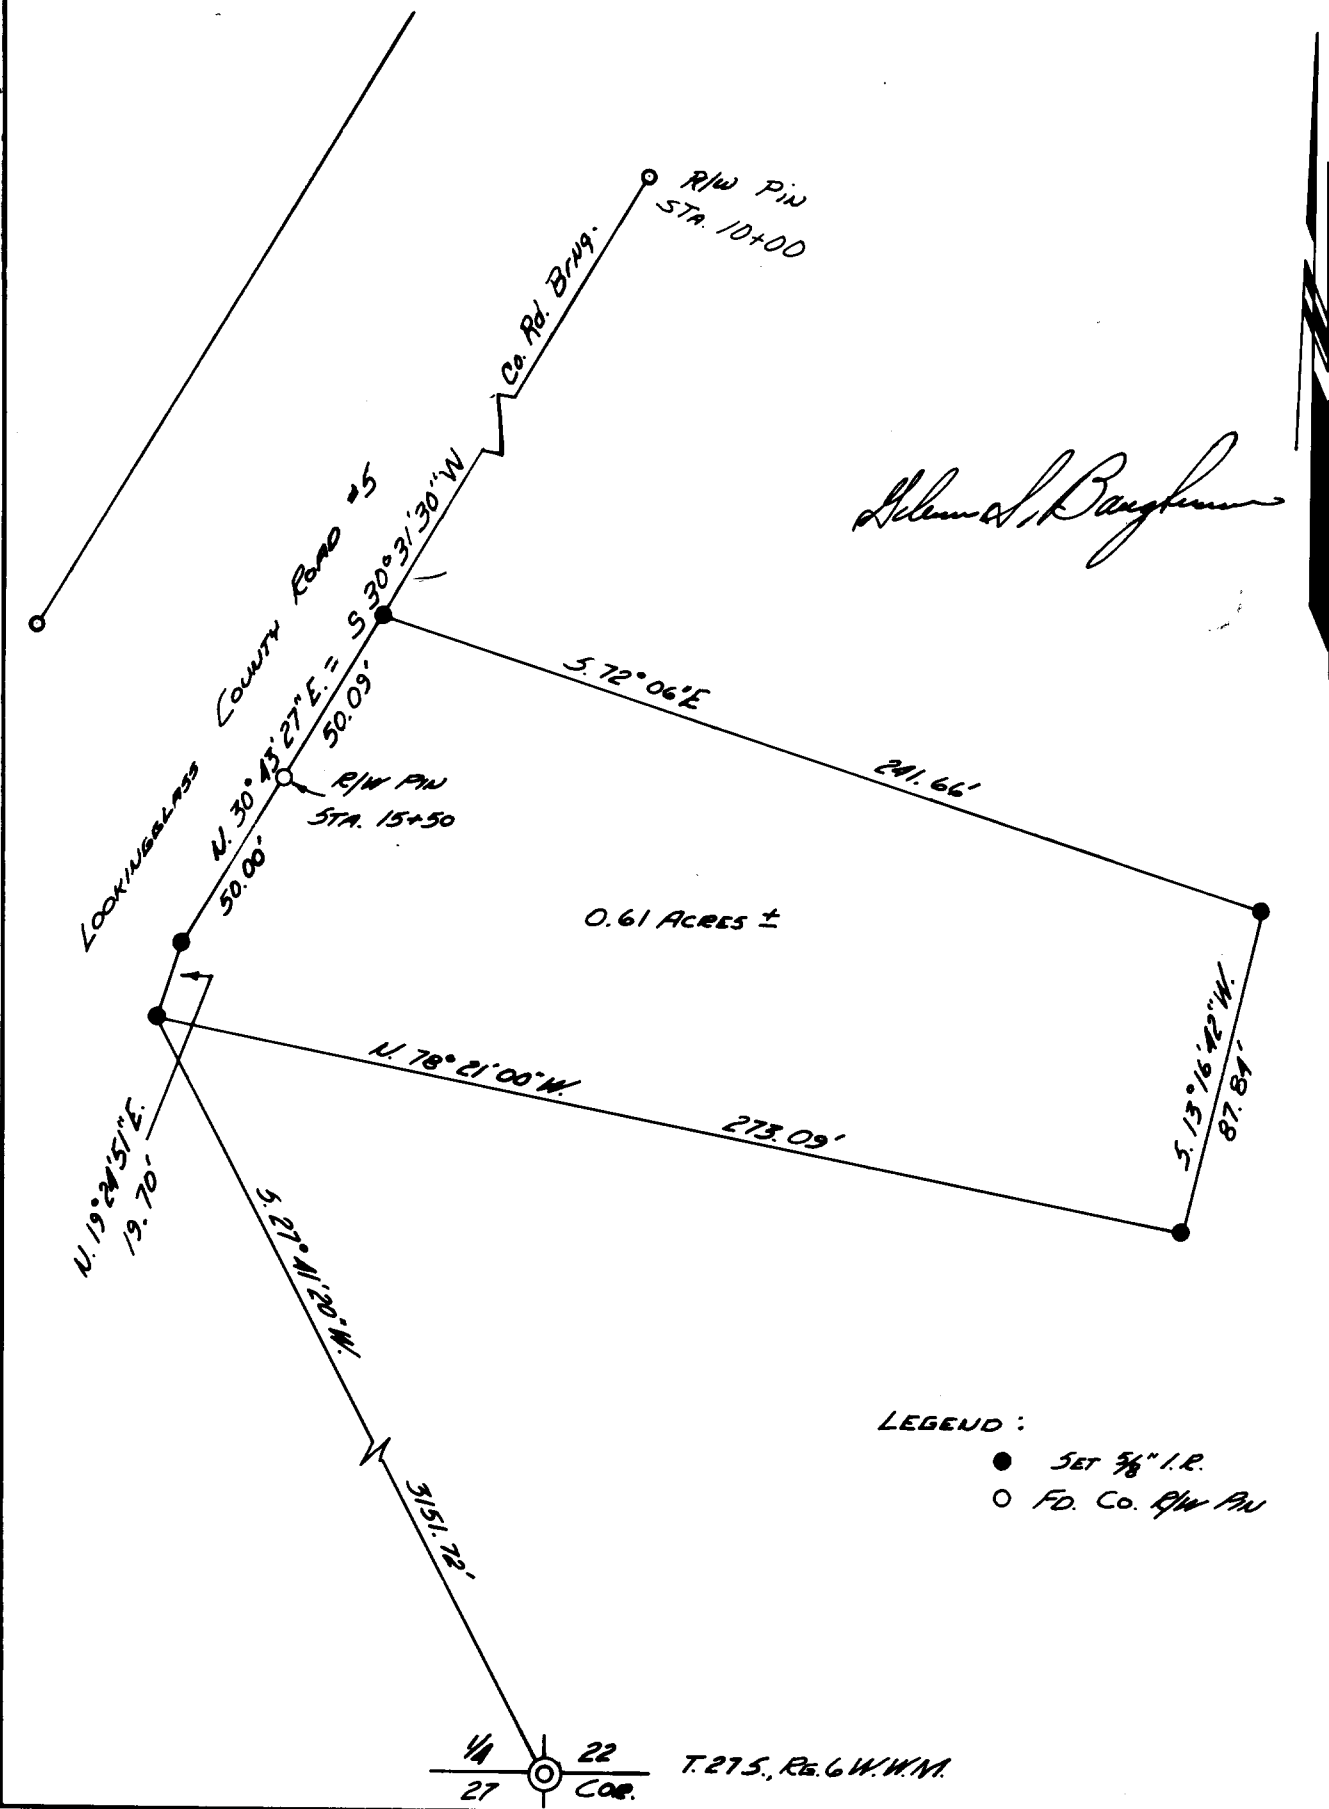 R/W PIN
STA. 10+00
Co. Rd. Brng.
LOOKINGGLASS COUNTY ROAD #5
N. 30° 43' 27" E. = S 30° 31' 30" W
50.09'
R/W PIN
STA. 15+50
50.00'
S. 72° 06' E
241.66'
0.61 ACRES ±
S. 13° 16' 42" W.
87.84'
N. 78° 21' 00" W.
273.09'
N. 19° 24' 51" E.
19.70'
S. 27° 41' 20" W.
3151.72'
LEGEND :
SET 5/8" I.R.
FD. CO. R/W PIN
1/4 22
27 COR.
T. 27 S., RG. 6 W. W.M.